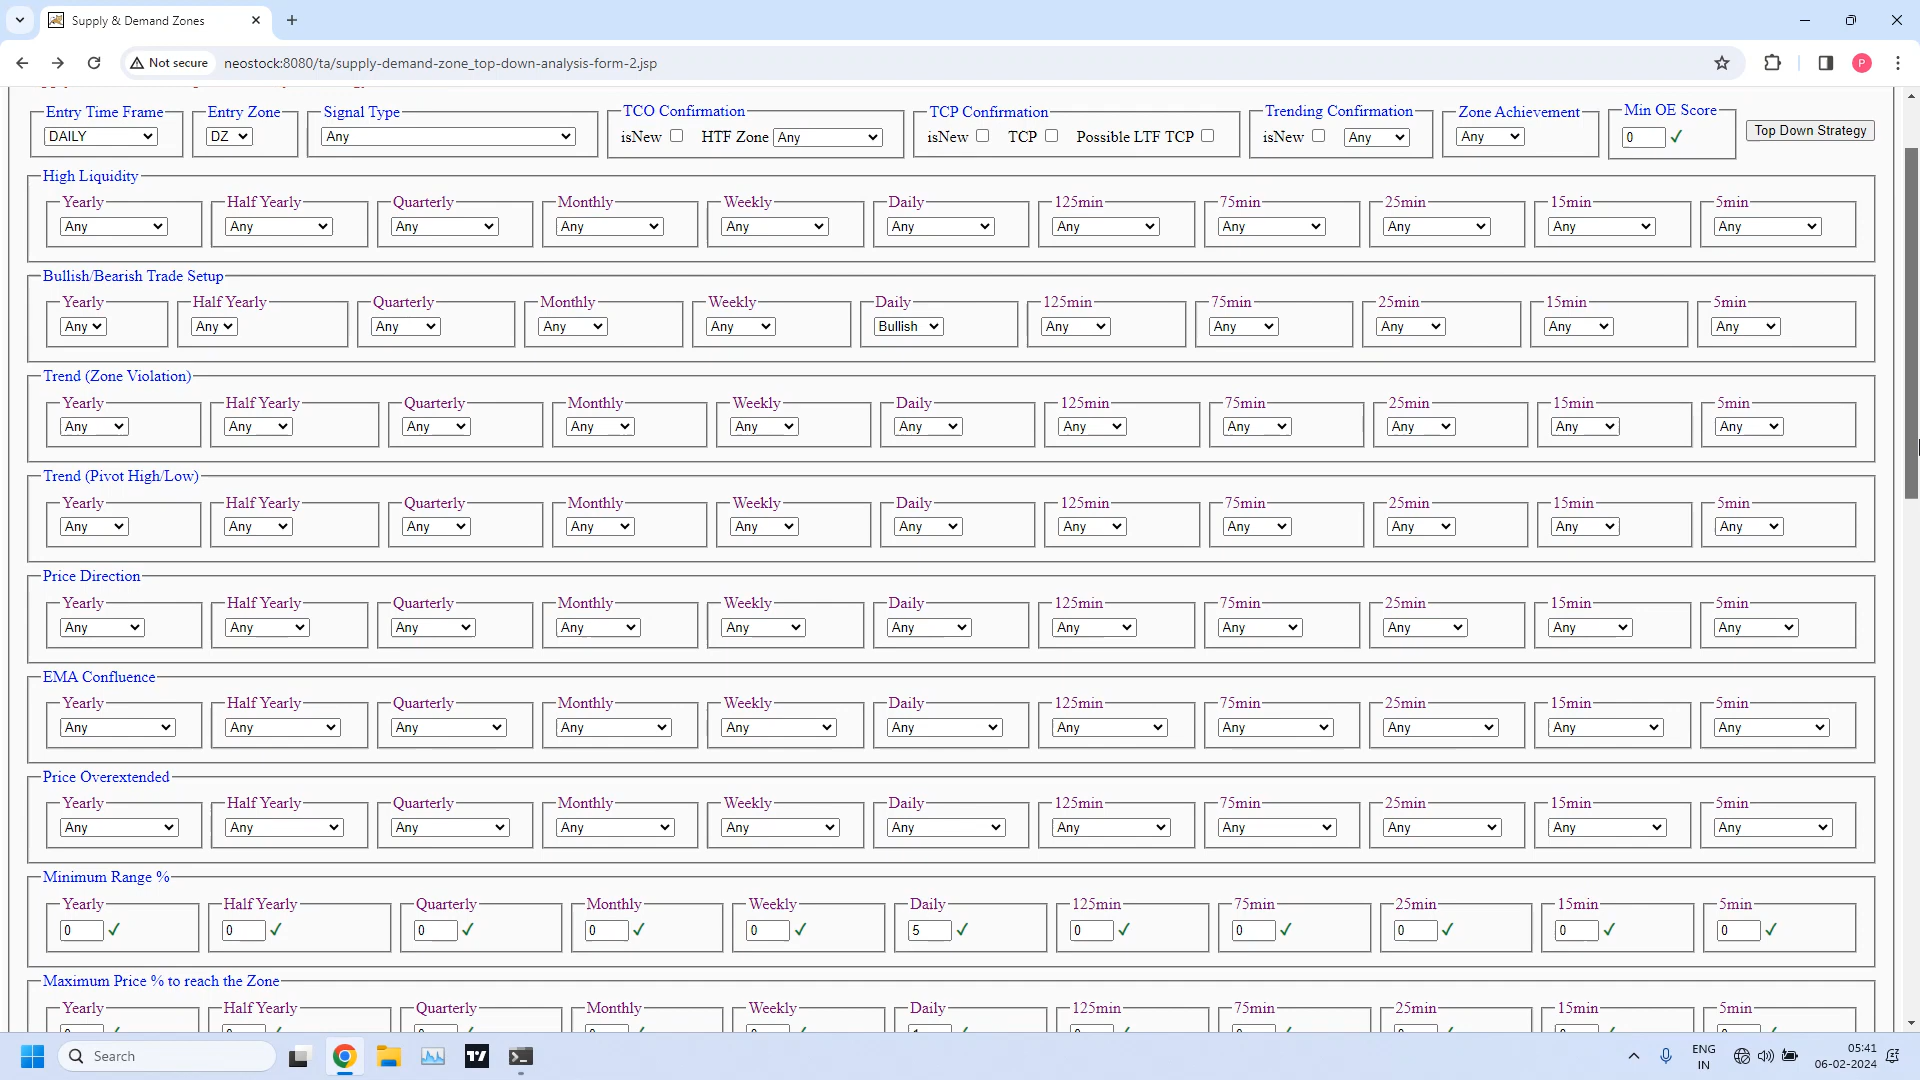 Supply & Demand Zones
Not secure
neostock:8080/ta/supply-demand-zone_top-down-analysis-form-2.jsp
P
Entry Time Frame Entry Zone Signal Type TCO Confirmation TCP Confirmation Trending Confirmation Zone Achievement Min OE Score
DAILY DZ Any isNew HTF Zone Any isNew TCP Possible LTF TCP isNew Any Any 0 ✓ Top Down Strategy
High Liquidity
Yearly Half Yearly Quarterly Monthly Weekly Daily 125min 75min 25min 15min 5min
Any Any Any Any Any Any Any Any Any Any Any
Bullish/Bearish Trade Setup
Yearly Half Yearly Quarterly Monthly Weekly Daily 125min 75min 25min 15min 5min
Any Any Any Any Any Bullish Any Any Any Any Any
Trend (Zone Violation)
Yearly Half Yearly Quarterly Monthly Weekly Daily 125min 75min 25min 15min 5min
Any Any Any Any Any Any Any Any Any Any Any
Trend (Pivot High/Low)
Yearly Half Yearly Quarterly Monthly Weekly Daily 125min 75min 25min 15min 5min
Any Any Any Any Any Any Any Any Any Any Any
Price Direction
Yearly Half Yearly Quarterly Monthly Weekly Daily 125min 75min 25min 15min 5min
Any Any Any Any Any Any Any Any Any Any Any
EMA Confluence
Yearly Half Yearly Quarterly Monthly Weekly Daily 125min 75min 25min 15min 5min
Any Any Any Any Any Any Any Any Any Any Any
Price Overextended
Yearly Half Yearly Quarterly Monthly Weekly Daily 125min 75min 25min 15min 5min
Any Any Any Any Any Any Any Any Any Any Any
Minimum Range %
Yearly Half Yearly Quarterly Monthly Weekly Daily 125min 75min 25min 15min 5min
0 ✓ 0 ✓ 0 ✓ 0 ✓ 0 ✓ 5 ✓ 0 ✓ 0 ✓ 0 ✓ 0 ✓ 0 ✓
Maximum Price % to reach the Zone
Yearly Half Yearly Quarterly Monthly Weekly Daily 125min 75min 25min 15min 5min
Search
ENG
IN
05:41
06-02-2024